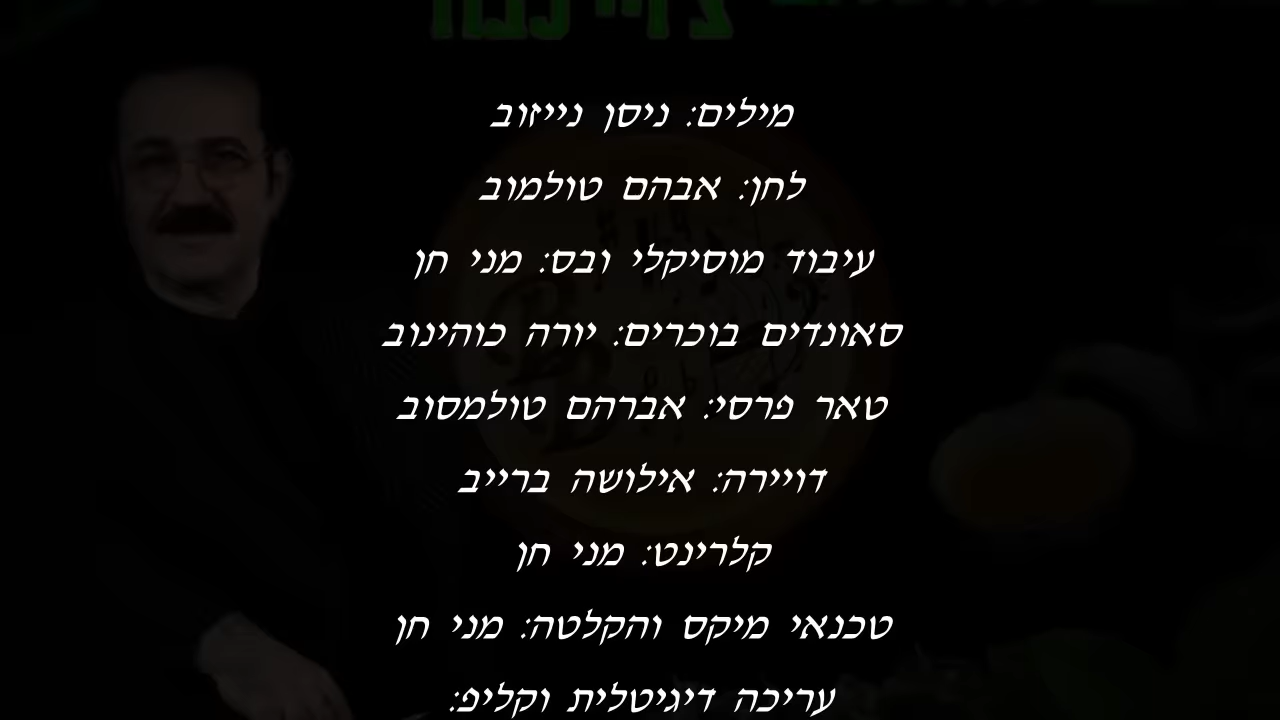 מילים: ניסן נייזוב
לחן: אבהם טולמוב
עיבוד מוסיקלי ובס: מני חן
סאונדים בוכרים: יורה כוהינוב
טאר פרסי: אברהם טולמסוב
דויירה: אילושה ברייב
קלרינט: מני חן
טכנאי מיקס והקלטה: מני חן
עריכה דיגיטלית וקליפ: